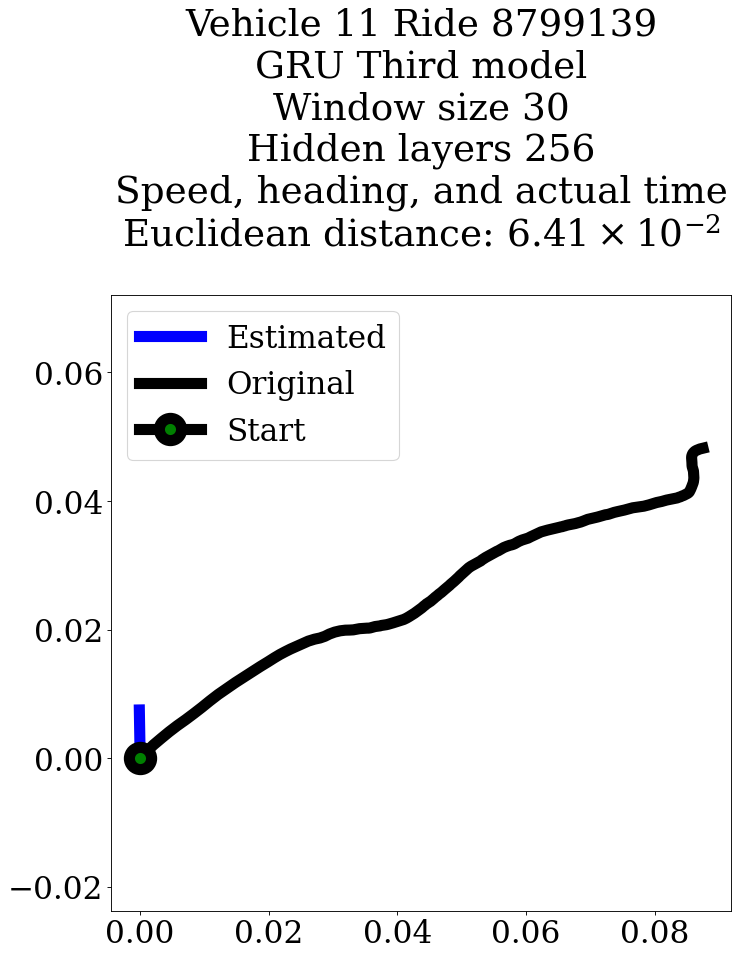 Vehicle 11 Ride 8799139
GRU Third model
Window size 30
Hidden layers 256
Speed, heading, and actual time
Euclidean distance: 6.41 × 10⁻²
Estimated
Original
Start
0.06
0.04
0.02
0.00
−0.02
0.00 0.02 0.04 0.06 0.08